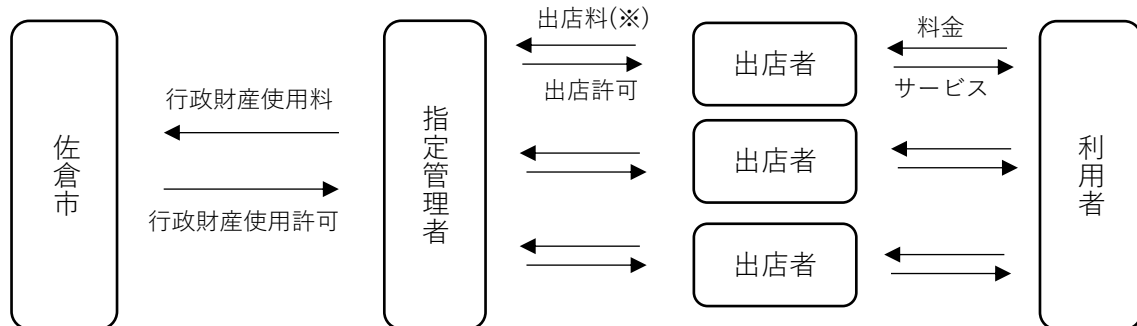 佐倉市
行政財産使用料
行政財産使用許可
指定管理者
出店料(※)
出店許可
出店者
出店者
出店者
料金
サービス
利用者